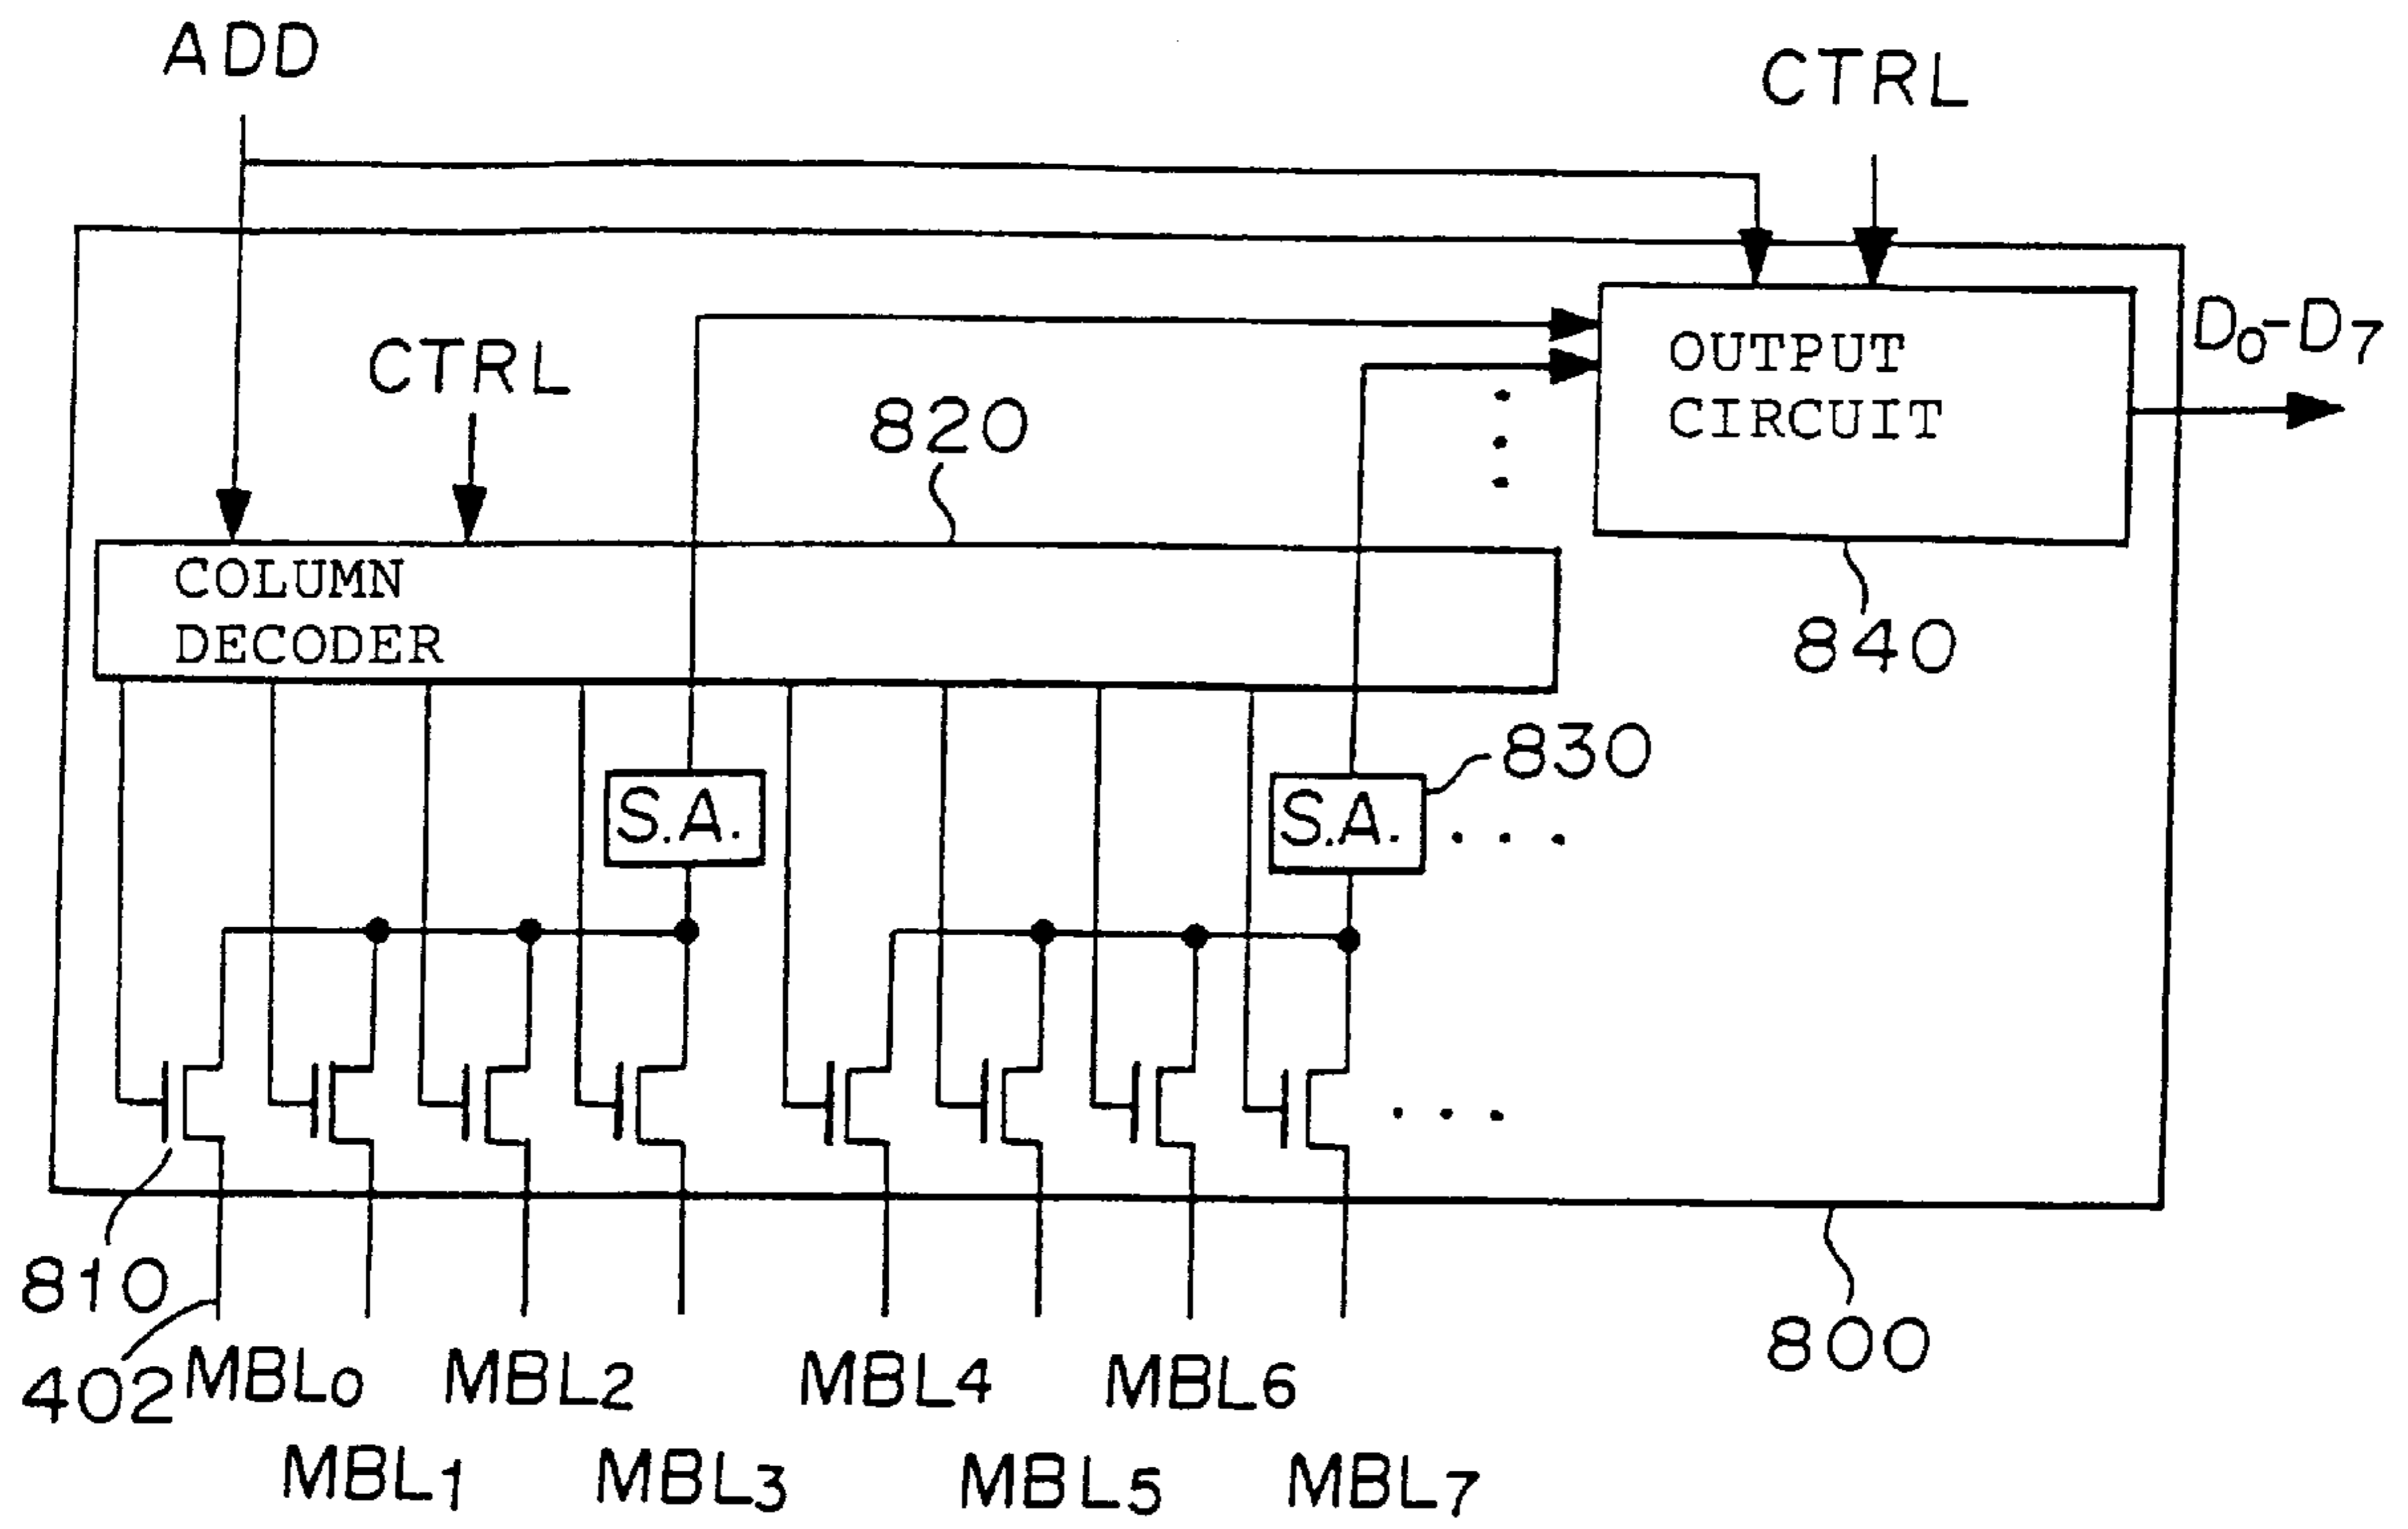 ADD
CTRL
D0-D7
OUTPUT
CIRCUIT
CTRL
820
COLUMN
DECODER
840
S.A.
S.A.
830
. . .
. . .
810
402
MBL0
MBL2
MBL4
MBL6
800
MBL1
MBL3
MBL5
MBL7